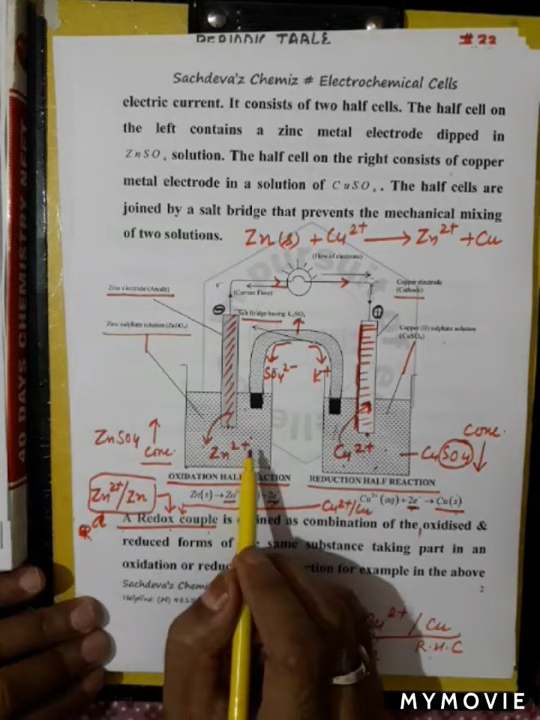 PERIODIC TABLE #22
Sachdeva'z Chemiz # Electrochemical Cells
electric current. It consists of two half cells. The half cell on
the left contains a zinc metal electrode dipped in
ZnSO₄ solution. The half cell on the right consists of copper
metal electrode in a solution of CuSO₄. The half cells are
joined by a salt bridge that prevents the mechanical mixing
of two solutions. Zn(s) + Cu²⁺ → Zn²⁺ + Cu
(Flow of electrons)
Zinc electrode (Anode)
(Current Flow)
Copper electrode
(Cathode)
Salt Bridge having K₂SO₄
Zinc sulphate solution (ZnSO₄)
Copper (II) sulphate solution
(CuSO₄)
SO₄²⁻ K⁺
ZnSO₄ ↑
Conc
Zn²⁺ Cu²⁺
Conc
CuSO₄ ↓
OXIDATION HALF REACTION REDUCTION HALF REACTION
Zn²⁺/Zn
Zn(s) → Zn 2e⁻
Cu²⁺/Cu
Cu²⁺(aq) + 2e⁻ → Cu(s)
A Redox couple is defined as combination of the oxidised &
reduced forms of the same substance taking part in an
oxidation or for example in the above
Sachdeva'z Chemiz
2
Cu²⁺/Cu
R.H.C
40 DAYS CHEMISTRY NEET
MYMOVIE